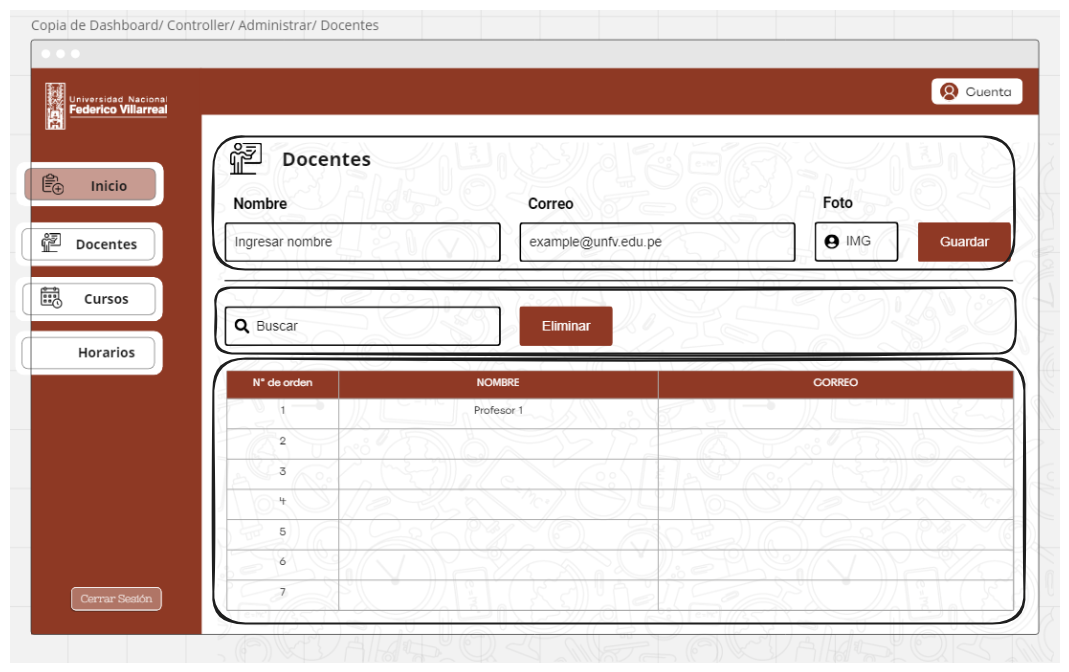 Copia de Dashboard/ Controller/ Administrar/ Docentes
Universidad Nacional
Federico Villarreal
Cuenta
Inicio
Docentes
Cursos
Horarios
Cerrar Sesión
Docentes
Nombre Correo Foto
Ingresar nombre example@unfv.edu.pe IMG Guardar
Buscar Eliminar
N° de orden NOMBRE CORREO
1 Profesor 1
2
3
4
5
6
7